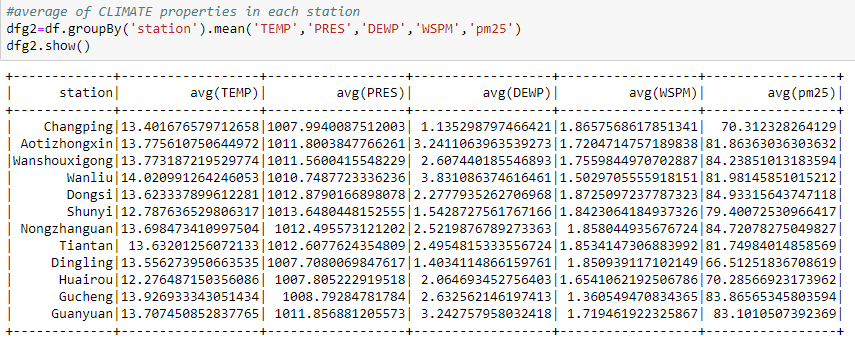 #average of CLIMATE properties in each station
dfg2=df.groupBy('station').mean('TEMP','PRES','DEWP','WSPM','pm25')
dfg2.show()
+-------------+------------------+------------------+------------------+------------------+-----------------+
|      station|         avg(TEMP)|         avg(PRES)|         avg(DEWP)|         avg(WSPM)|        avg(pm25)|
+-------------+------------------+------------------+------------------+------------------+-----------------+
|    Changping|13.401676579712658|1007.9940087512003| 1.135298797466421|1.8657568617851341|  70.312328264129|
| Aotizhongxin|13.775610750644972|1011.8003847766261|3.2411063963539273|1.7204714757189838|81.86363036303632|
|Wanshouxigong|13.773187219529774|1011.5600415548229| 2.607440185546893|1.7559844970702887|84.23851013183594|
|       Wanliu|14.020991264246053|1010.7487723336236| 3.831086374616461|1.5029705555918151|81.98145851015212|
|       Dongsi|13.623337899612281|1012.8790166898078|2.2777935262706968|1.8725097237787323|84.93315643747118|
|       Shunyi|12.787636529806317|1013.6480448152555|1.5428727561767166|1.8423064184937326|79.40072530966417|
| Nongzhanguan|13.698473410997504| 1012.495573121202|2.5219876789273363| 1.858044935676724|84.72078275049827|
|      Tiantan| 13.63201256072133|1012.6077624354809|2.4954815333556724|1.8534147306883992|81.74984014858569|
|     Dingling|13.556273950663535|1007.7080069847617|1.4034114866159761| 1.850939117102149|66.51251836708619|
|      Huairou|12.276487150356086| 1007.805222919518| 2.064693452756403|1.6541062192506786|70.28566923173962|
|      Gucheng|13.926933343051434|  1008.79284781784| 2.632562146197413| 1.360549470834365|83.86565345803594|
|     Guanyuan|13.707450852837765| 1011.856881205573| 3.242757958032418| 1.719461922325867| 83.1010507392369|
+-------------+------------------+------------------+------------------+------------------+-----------------+